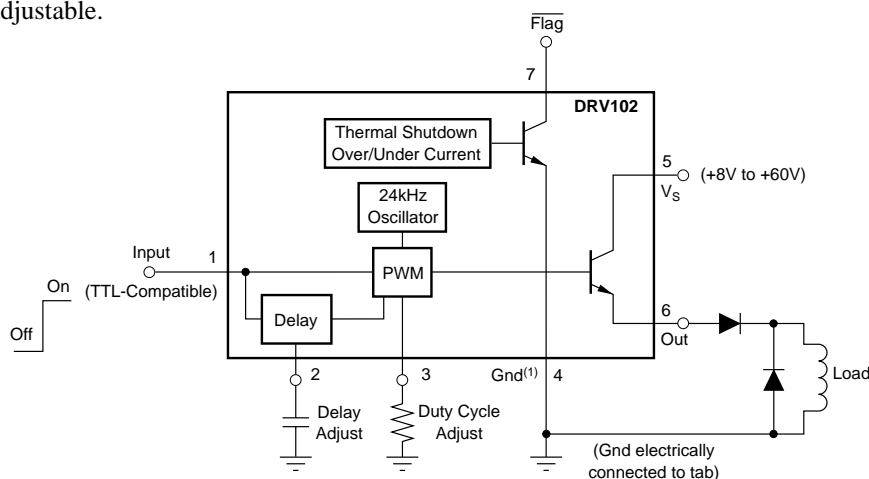 djustable.
Flag
7
DRV102
Thermal Shutdown
Over/Under Current
5
(+8V to +60V)
VS
24kHz
Oscillator
Input
1
PWM
On
(TTL-Compatible)
Off
Delay
6
Out
2
3
Gnd(1)
4
Load
Delay
Adjust
Duty Cycle
Adjust
(Gnd electrically
connected to tab)